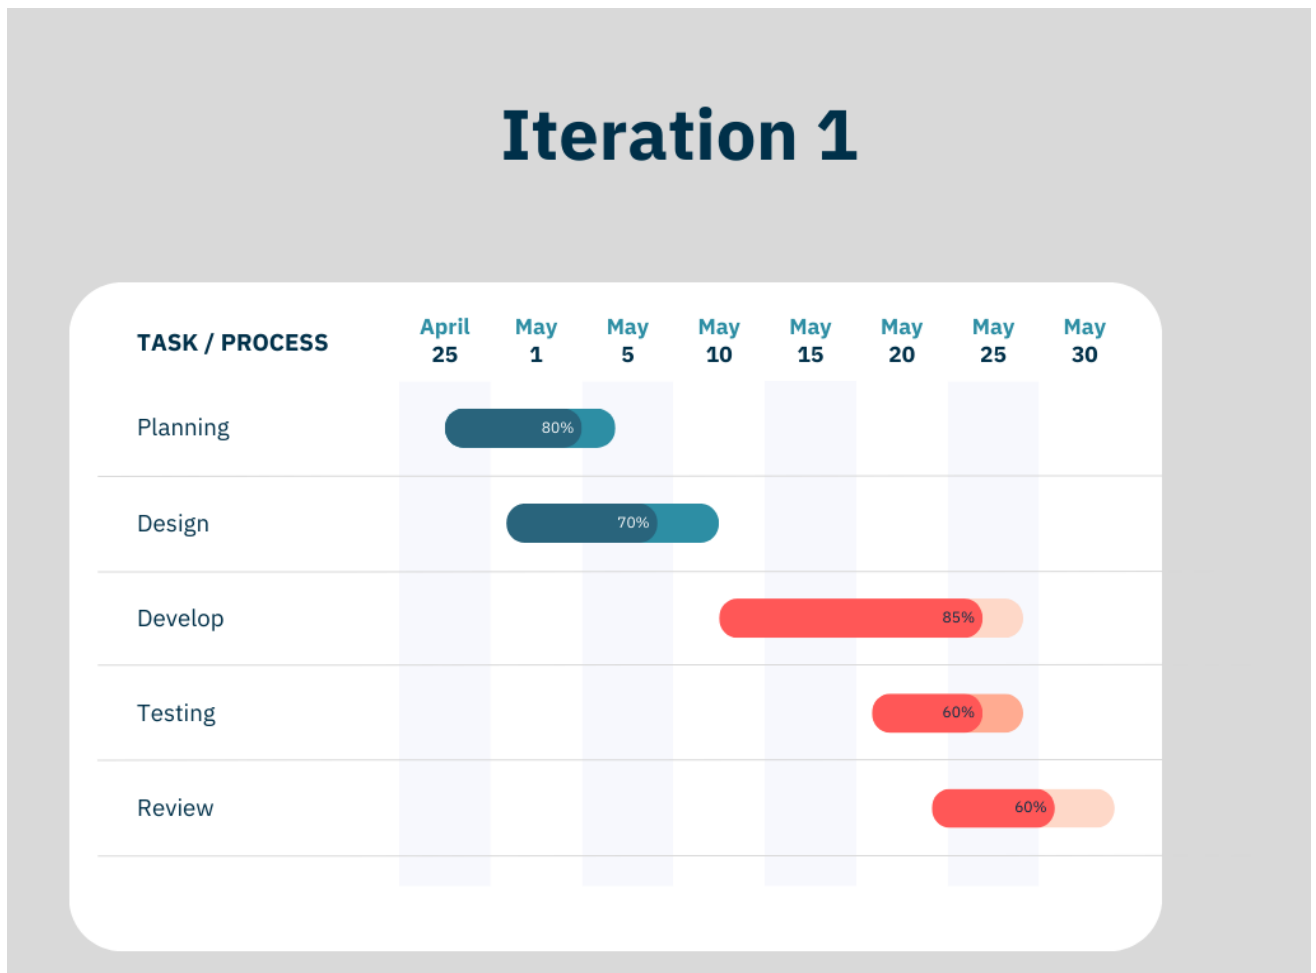 Iteration 1
TASK / PROCESS
April May May May May May May May
25 1 5 10 15 20 25 30
Planning 80%
Design 70%
Develop 85%
Testing 60%
Review 60%